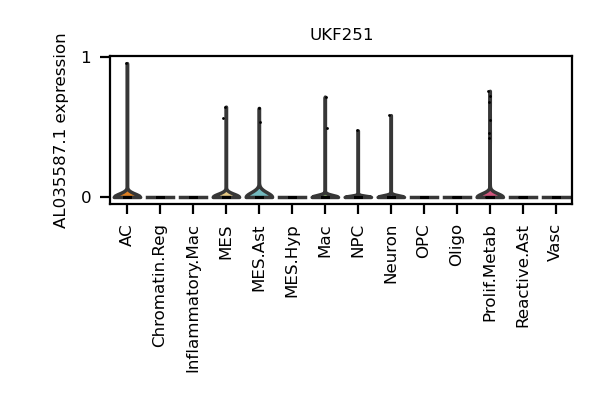 UKF251
AL035587.1 expression
1
0
AC
Chromatin.Reg
Inflammatory.Mac
MES
MES.Ast
MES.Hyp
Mac
NPC
Neuron
OPC
Oligo
Prolif.Metab
Reactive.Ast
Vasc